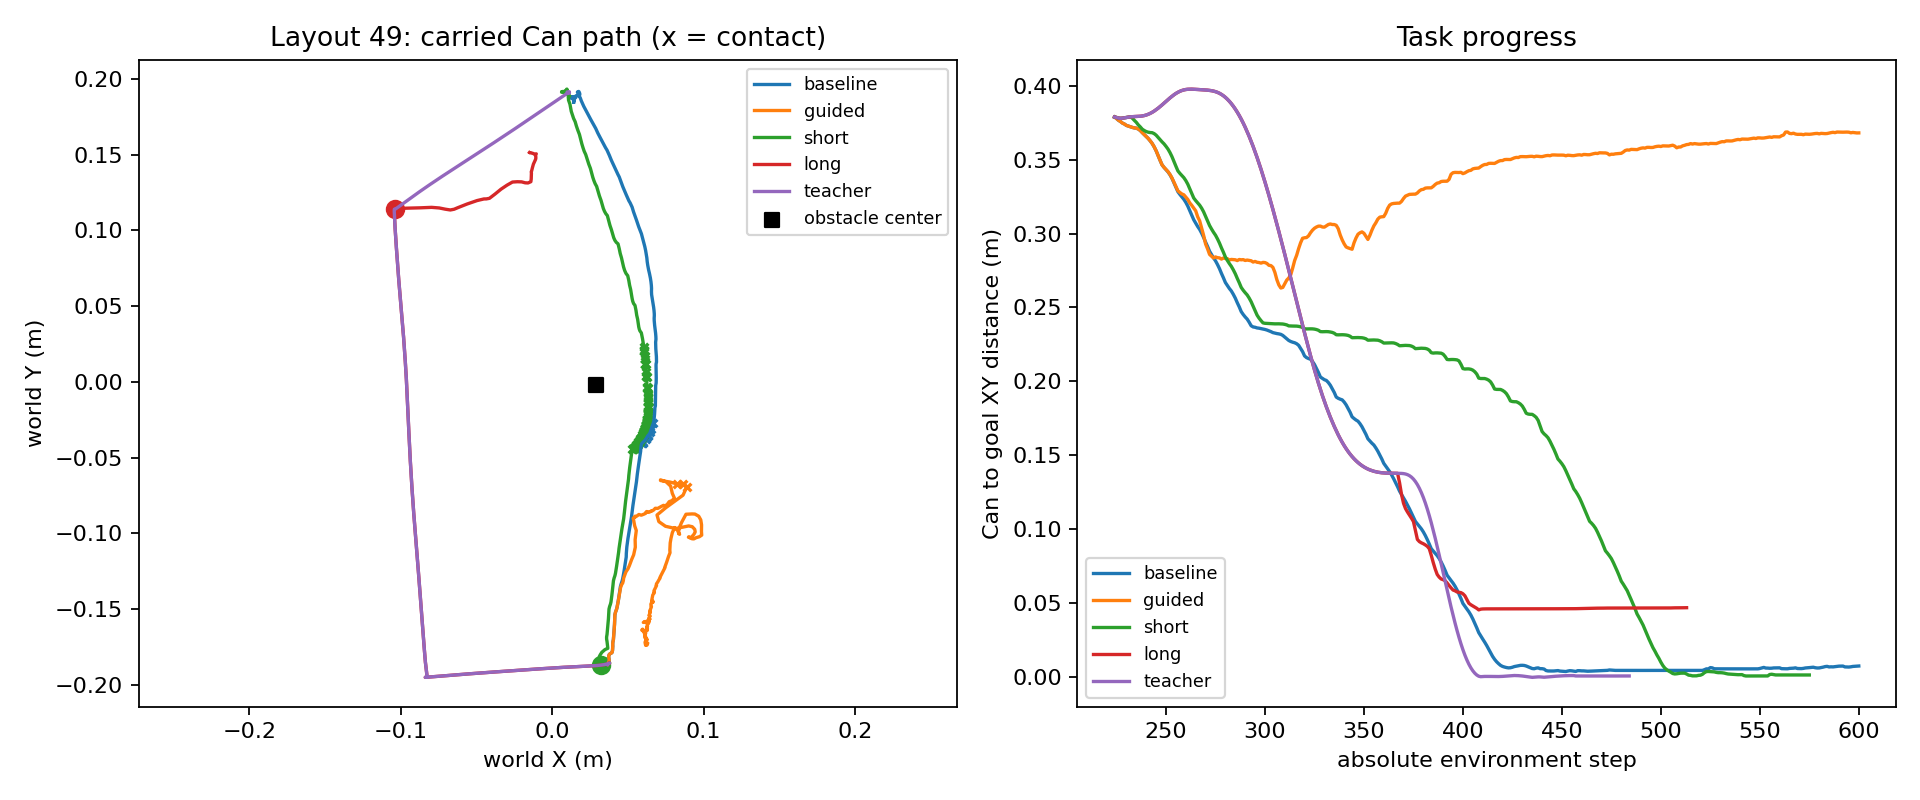 Layout 49: carried Can path (x = contact)
world Y (m)
0.20
0.15
0.10
0.05
0.00
−0.05
−0.10
−0.15
−0.20
−0.2
−0.1
0.0
0.1
0.2
world X (m)
baseline
guided
short
long
teacher
obstacle center
Task progress
Can to goal XY distance (m)
0.40
0.35
0.30
0.25
0.20
0.15
0.10
0.05
0.00
baseline
guided
short
long
teacher
250
300
350
400
450
500
550
600
absolute environment step